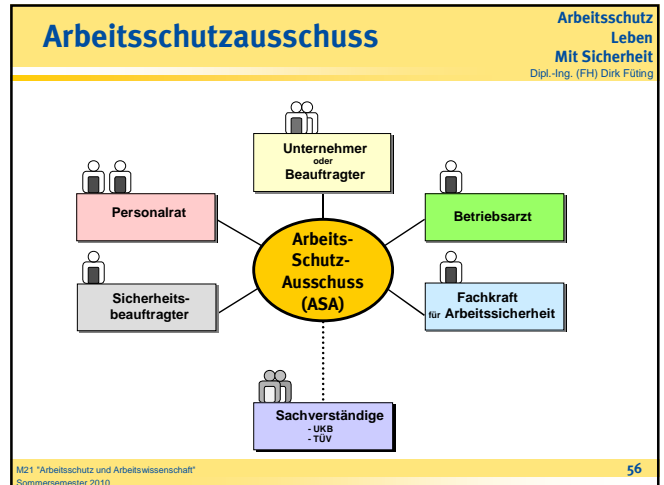 Arbeitsschutzausschuss
Arbeitsschutz
Leben
Mit Sicherheit
Dipl.-Ing. (FH) Dirk Füting
Unternehmer
oder
Beauftragter
Personalrat
Betriebsarzt
Arbeits-
Schutz-
Ausschuss
(ASA)
Sicherheits-
beauftragter
Fachkraft
für Arbeitssicherheit
Sachverständige
- UKB
- TÜV
M21 "Arbeitsschutz und Arbeitswissenschaft"
Sommersemester 2010
56